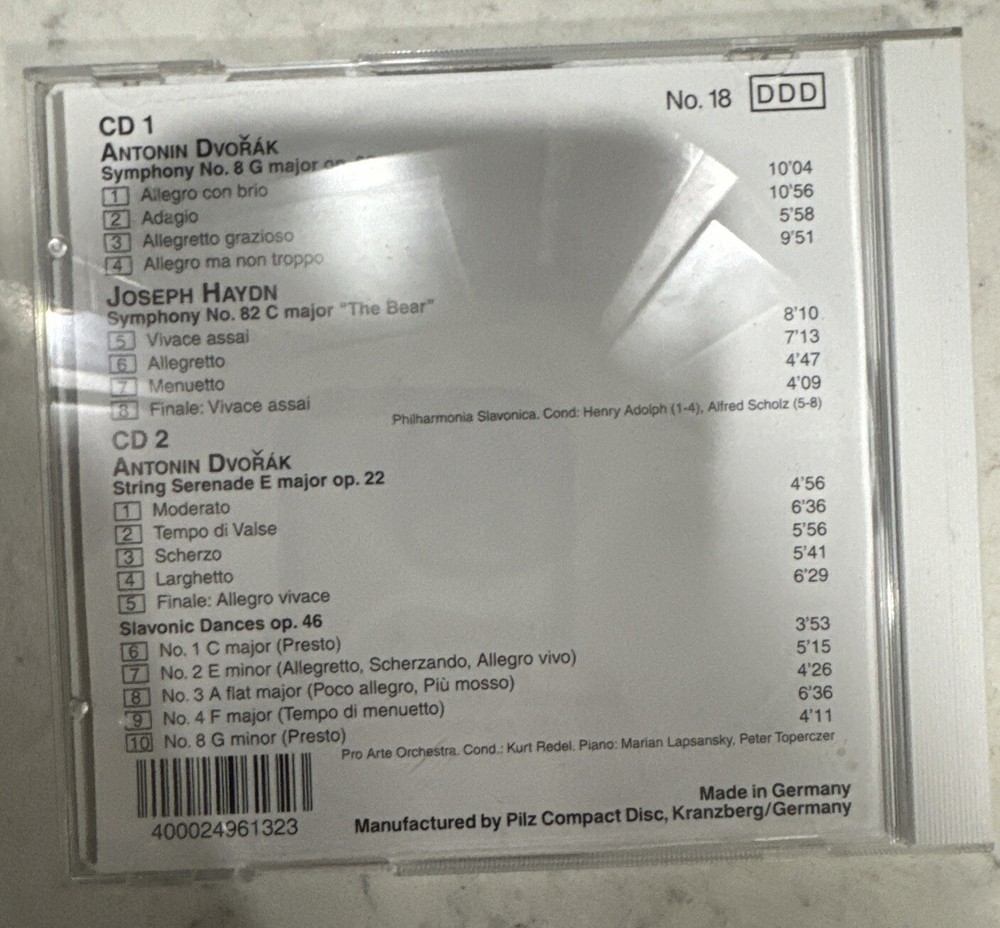 No. 18 DDD
CD 1
ANTONIN DVOŘÁK
Symphony No. 8 G major op.
1 Allegro con brio 10'04
2 Adagio 10'56
3 Allegretto grazioso 5'58
4 Allegro ma non troppo 9'51
JOSEPH HAYDN
Symphony No. 82 C major "The Bear"
5 Vivace assai 8'10
6 Allegretto 7'13
7 Menuetto 4'47
8 Finale: Vivace assai 4'09
Philharmonia Slavonica. Cond: Henry Adolph (1-4), Alfred Scholz (5-8)
CD 2
ANTONIN DVOŘÁK
String Serenade E major op. 22
1 Moderato 4'56
2 Tempo di Valse 6'36
3 Scherzo 5'56
4 Larghetto 5'41
5 Finale: Allegro vivace 6'29
Slavonic Dances op. 46
6 No. 1 C major (Presto) 3'53
7 No. 2 E minor (Allegretto, Scherzando, Allegro vivo) 5'15
8 No. 3 A flat major (Poco allegro, Più mosso) 4'26
9 No. 4 F major (Tempo di menuetto) 6'36
10 No. 8 G minor (Presto) 4'11
Pro Arte Orchestra. Cond.: Kurt Redel. Piano: Marian Lapsansky, Peter Toperczer
400024961323
Made in Germany
Manufactured by Pilz Compact Disc, Kranzberg/Germany